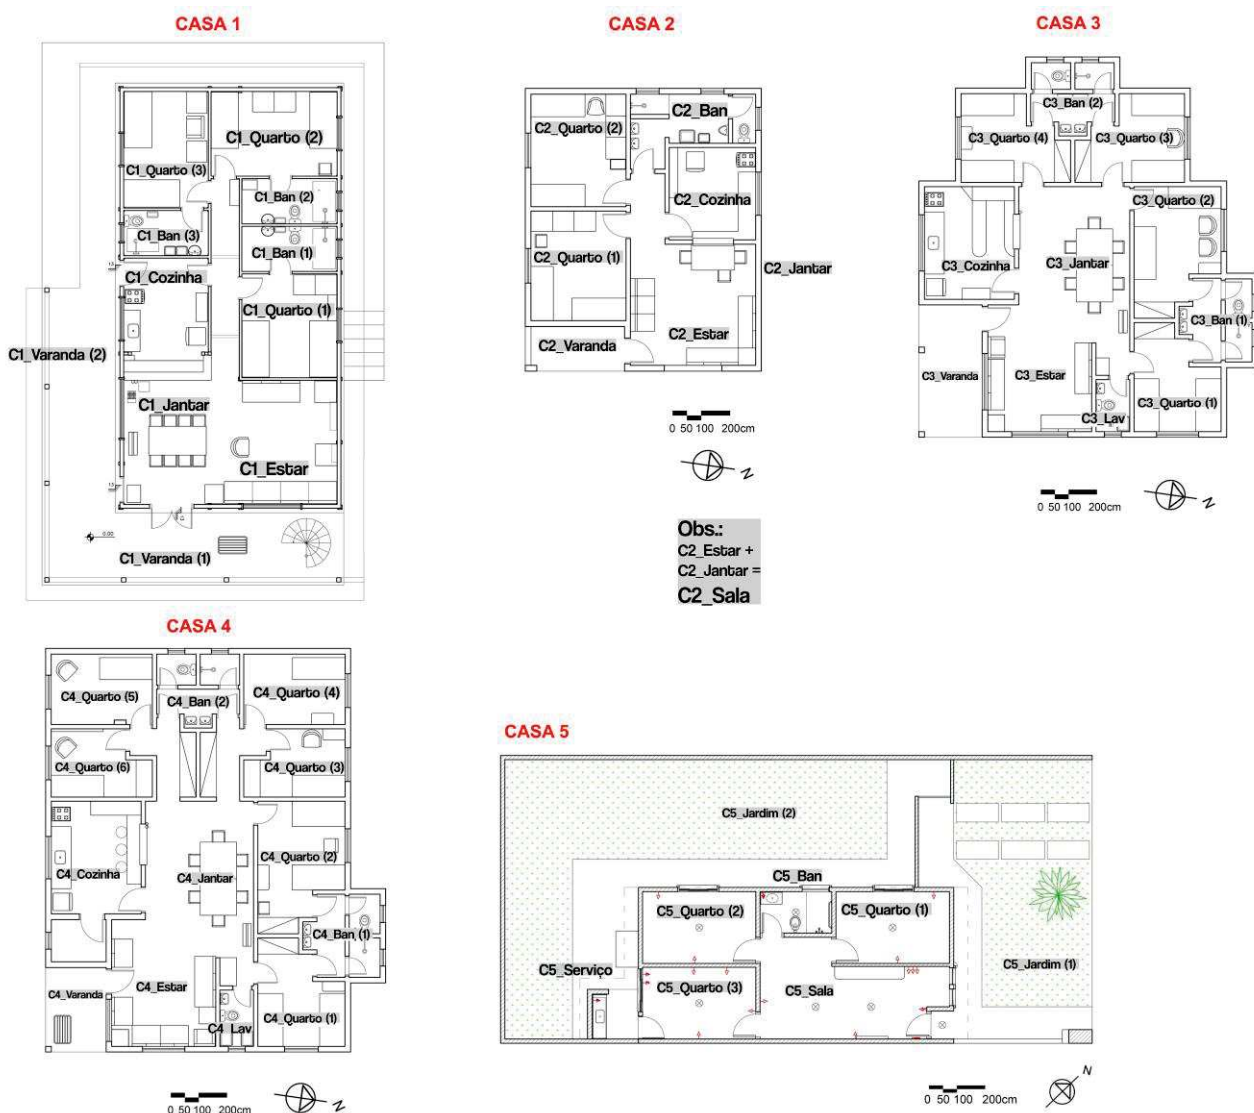 CASA 1
C1_Quarto (2)
C1_Quarto (3)
C1_Ban (2)
C1_Ban (3)
C1_Ban (1)
C1_Cozinha
C1_Quarto (1)
C1_Varanda (2)
C1_Jantar
C1_Estar
0.00
C1_Varanda (1)
CASA 2
C2_Ban
C2_Quarto (2)
C2_Cozinha
C2_Quarto (1)
C2_Jantar
C2_Estar
C2_Varanda
0 50 100 200cm
N
Obs.:
C2_Estar +
C2_Jantar =
C2_Sala
CASA 3
C3_Ban (2)
C3_Quarto (4)
C3_Quarto (3)
C3_Quarto (2)
C3_Cozinha
C3_Jantar
C3_Ban (1)
C3_Varanda
C3_Estar
C3_Quarto (1)
C3_Lav
0 50 100 200cm
N
CASA 4
C4_Quarto (5)
C4_Quarto (4)
C4_Ban (2)
C4_Quarto (6)
C4_Quarto (3)
C4_Quarto (2)
C4_Cozinha
C4_Jantar
C4_Ban (1)
C4_Varanda
C4_Estar
C4_Quarto (1)
C4_Lav
0 50 100 200cm
N
CASA 5
C5_Jardim (2)
C5_Ban
C5_Quarto (2)
C5_Quarto (1)
C5_Serviço
C5_Jardim (1)
C5_Quarto (3)
C5_Sala
0 50 100 200cm
N